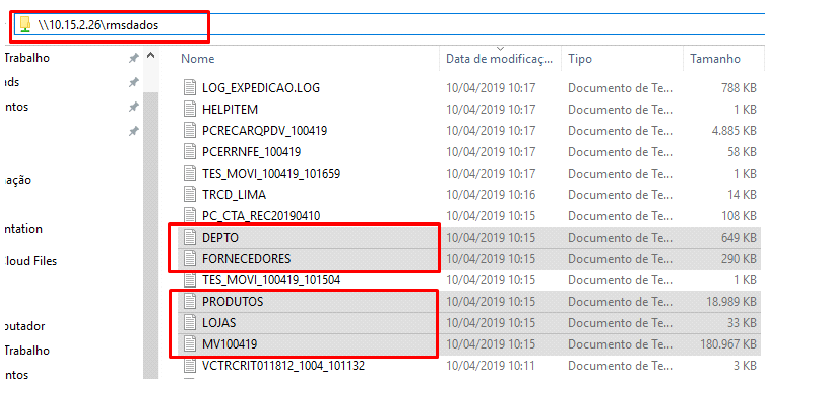 \\10.15.2.26\rmsdados
Trabalho
nds
entos
ação
ntation
Cloud Files
putador
Trabalho
ntos
Nome Data de modificaç... Tipo Tamanho
LOG_EXPEDICAO.LOG 10/04/2019 10:17 Documento de Te... 788 KB
HELPITEM 10/04/2019 10:17 Documento de Te... 1 KB
PCRECARQPDV_100419 10/04/2019 10:17 Documento de Te... 4.885 KB
PCERRNFE_100419 10/04/2019 10:17 Documento de Te... 58 KB
TES_MOVI_100419_101659 10/04/2019 10:17 Documento de Te... 1 KB
TRCD_LIMA 10/04/2019 10:16 Documento de Te... 14 KB
PC_CTA_REC20190410 10/04/2019 10:15 Documento de Te... 108 KB
DEPTO 10/04/2019 10:15 Documento de Te... 649 KB
FORNECEDORES 10/04/2019 10:15 Documento de Te... 290 KB
TES_MOVI_100419_101504 10/04/2019 10:15 Documento de Te... 1 KB
PRODUTOS 10/04/2019 10:15 Documento de Te... 18.989 KB
LOJAS 10/04/2019 10:15 Documento de Te... 33 KB
MV100419 10/04/2019 10:15 Documento de Te... 180.967 KB
VCTRCRIT011812_1004_101132 10/04/2019 10:11 Documento de Te... 3 KB